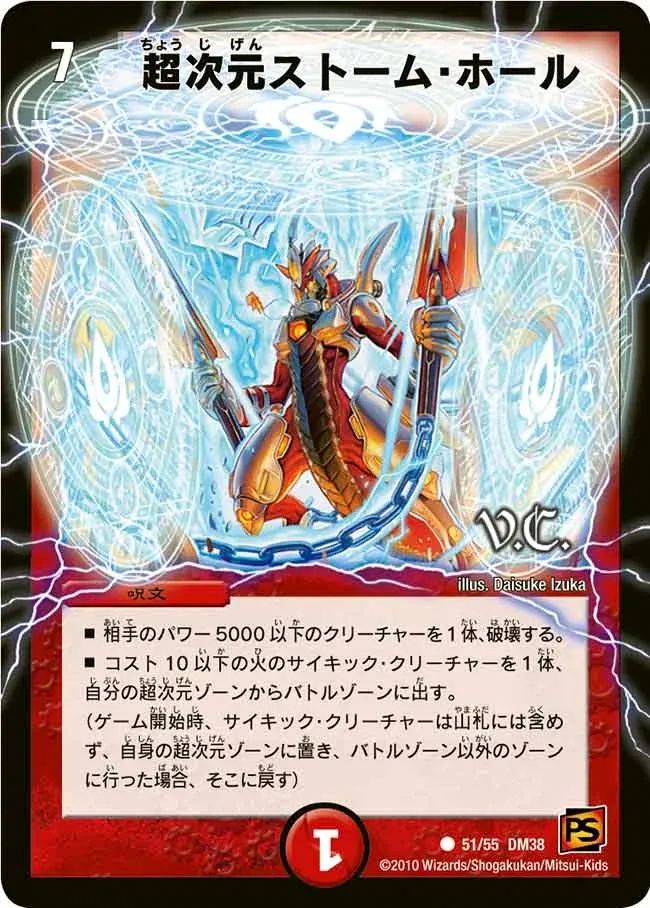 7
超次元ストーム・ホール
ちょうじげん
V.C.
illus. Daisuke Izuka
呪文
■ 相手のパワー5000以下のクリーチャーを1体、破壊する。
■ コスト10以下の火のサイキック・クリーチャーを1体、
自分の超次元ゾーンからバトルゾーンに出す。
(ゲーム開始時、サイキック・クリーチャーは山札には含め
ず、自身の超次元ゾーンに置き、バトルゾーン以外のゾーン
に行った場合、そこに戻す)
1
● 51/55 DM38
PS
©2010 Wizards/Shogakukan/Mitsui-Kids